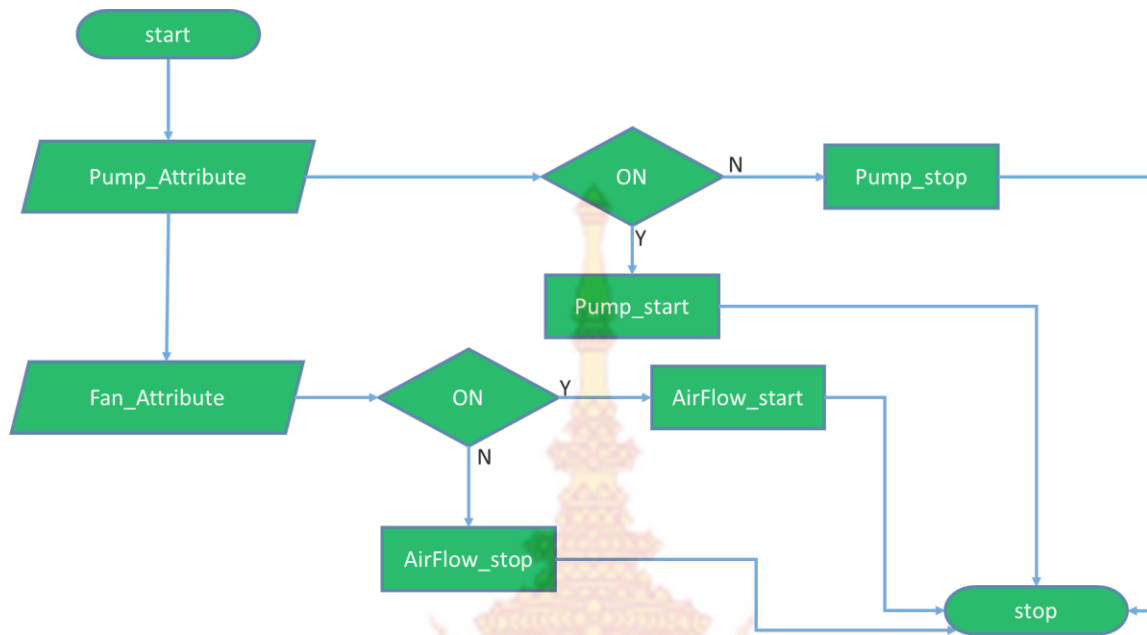 start
Pump_Attribute
ON
N
Pump_stop
Y
Pump_start
Fan_Attribute
ON
Y
AirFlow_start
N
AirFlow_stop
stop